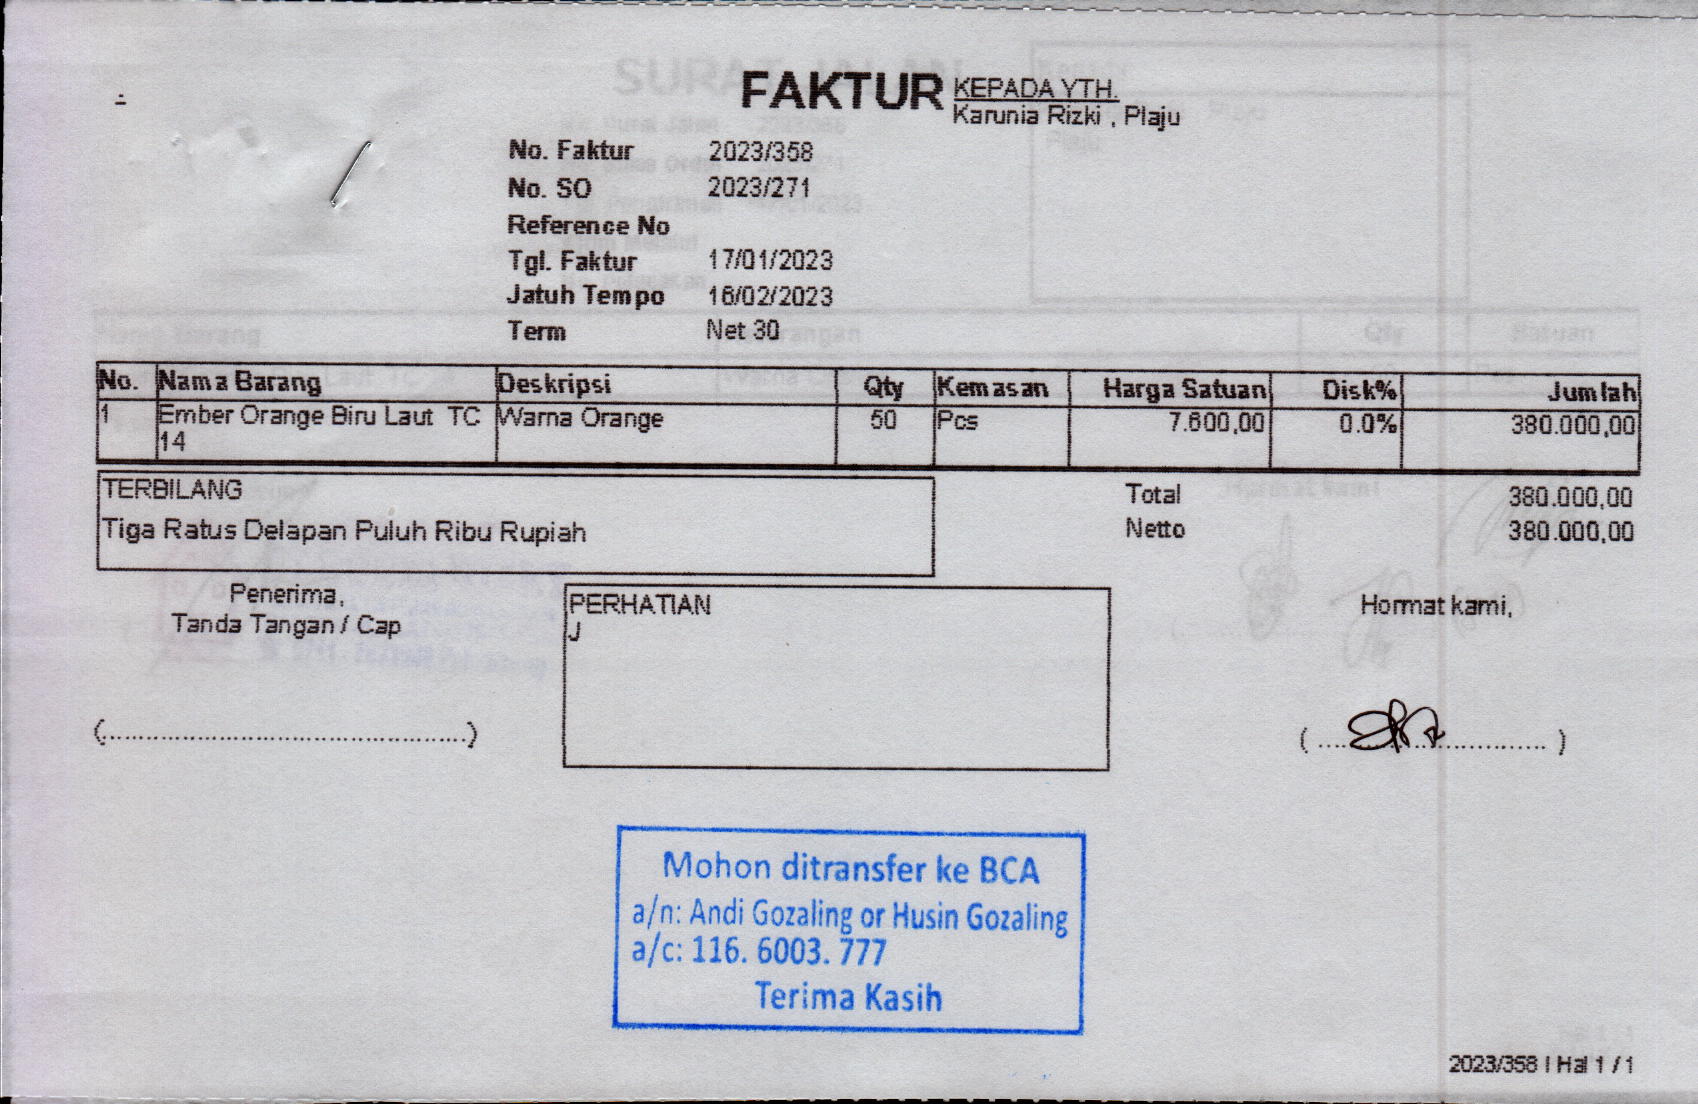 FAKTUR
KEPADA YTH.
Karunia Rizki , Plaju
No. Faktur 2023/358
No. SO 2023/271
Reference No
Tgl. Faktur 17/01/2023
Jatuh Tempo 16/02/2023
Term Net 30
No. Nama Barang Deskripsi Qty Kemasan Harga Satuan Disk% Jumlah
1 Ember Orange Biru Laut TC Warna Orange 50 Pcs 7.600,00 0.0% 380.000,00
14
TERBILANG
Tiga Ratus Delapan Puluh Ribu Rupiah
Total 380.000,00
Netto 380.000,00
Penerima,
Tanda Tangan / Cap
(................................................)
PERHATIAN
J
Hormat kami,
( .............................. )
Mohon ditransfer ke BCA
a/n: Andi Gozaling or Husin Gozaling
a/c: 116. 6003. 777
Terima Kasih
2023/358 | Hal 1 / 1